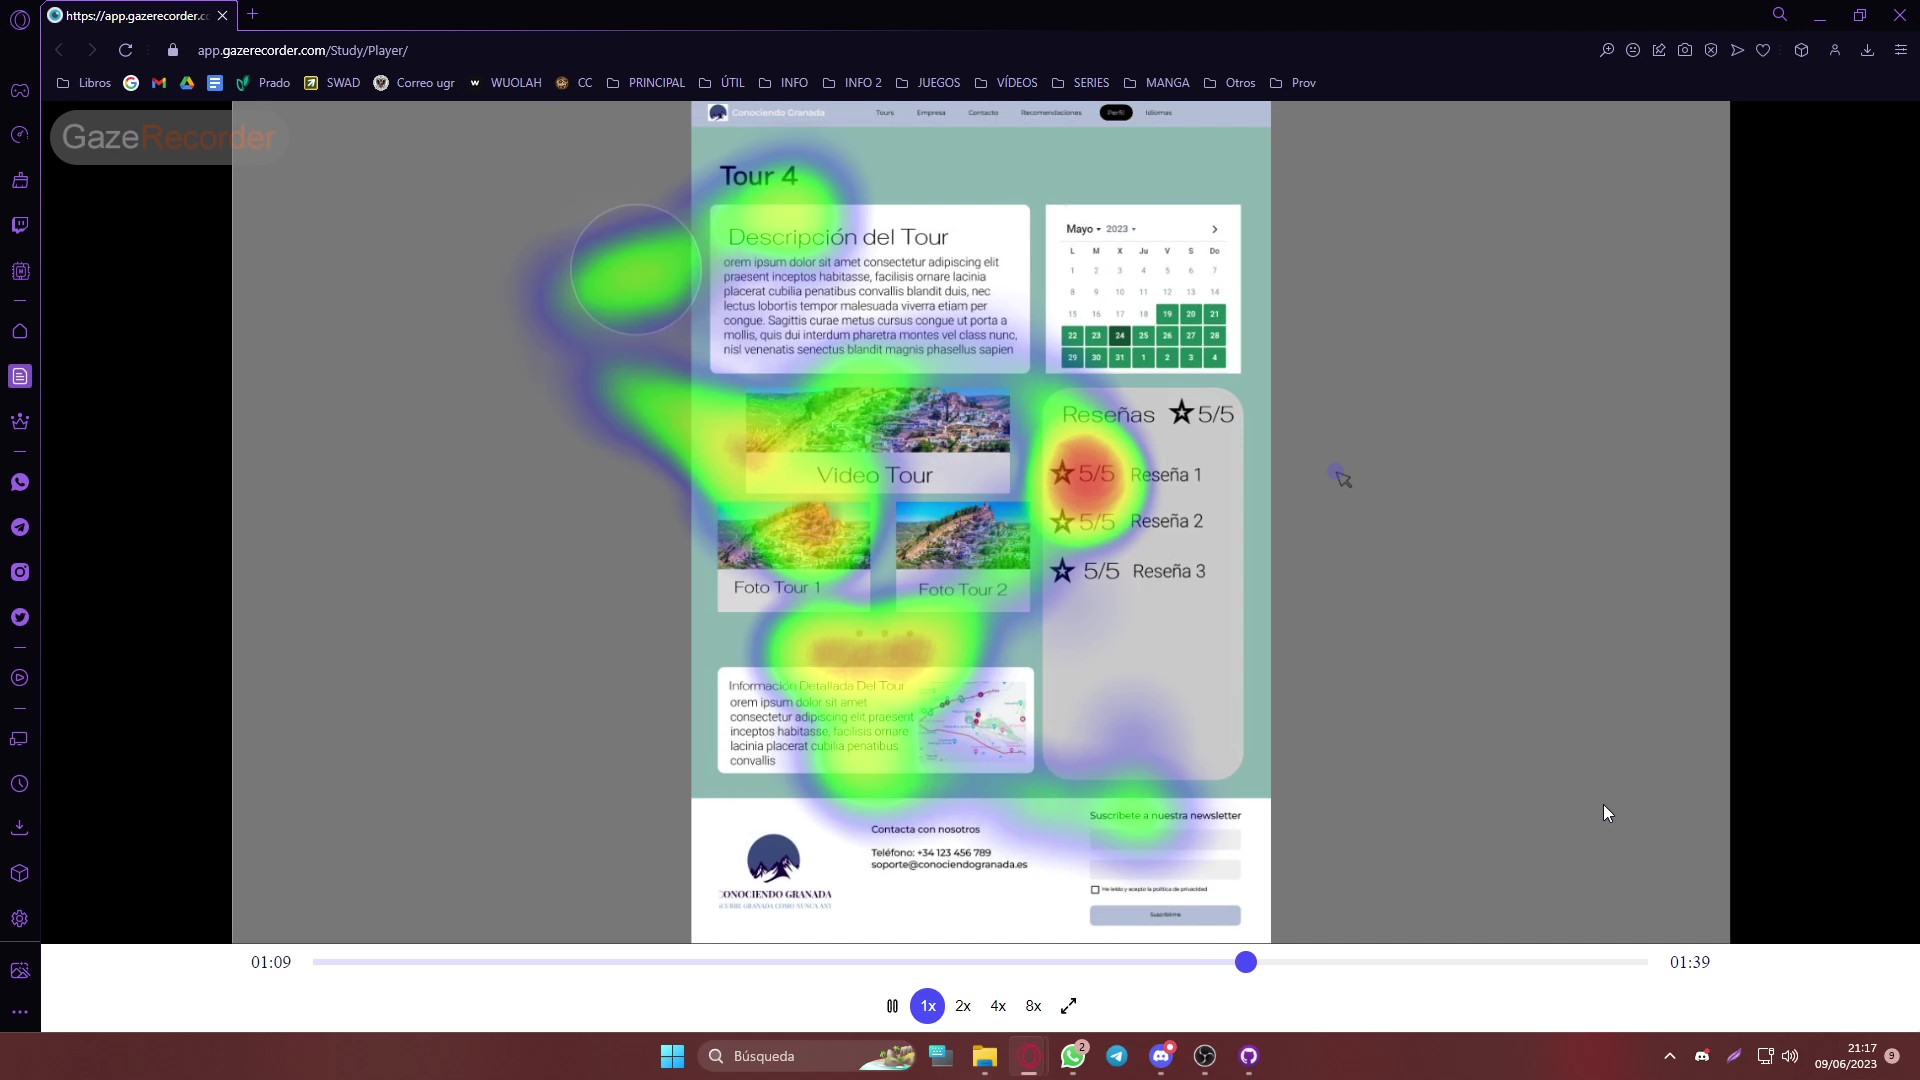 https://app.gazerecorder.co
app.gazerecorder.com/Study/Player/
Libros
Prado
SWAD
Correo ugr
WUOLAH
CC
PRINCIPAL
ÚTIL
INFO
INFO 2
JUEGOS
VÍDEOS
SERIES
MANGA
Otros
Prov
GazeRecorder
Conociendo Granada
Tours
Empresa
Contacto
Recomendaciones
Perfil
Idiomas
Tour 4
Descripción del Tour
orem ipsum dolor sit amet consectetur adipiscing elit
praesent inceptos habitasse, facilisis ornare lacinia
placerat cubilia penatibus convallis blandit duis, nec
lectus lobortis tempor malesuada viverra etiam per
congue. Sagittis curae metus cursus congue ut porta a
mollis, quis dui interdum pharetra montes vel class nunc,
nisl venenatis senectus blandit magnis phasellus sapien
Mayo 2023
L M X Ju V S Do
1 2 3 4 5 6 7
8 9 10 11 12 13 14
15 16 17 18 19 20 21
22 23 24 25 26 27 28
29 30 31 1 2 3 4
Video Tour
Foto Tour 1
Foto Tour 2
Reseñas 5/5
5/5 Reseña 1
5/5 Reseña 2
5/5 Reseña 3
Información Detallada Del Tour
orem ipsum dolor sit amet
consectetur adipiscing elit praesent
inceptos habitasse, facilisis ornare
lacinia placerat cubilia penatibus
convallis
CONOCIENDO GRANADA
Contacta con nosotros
Teléfono: +34 123 456 789
soporte@conociendogranada.es
Suscríbete a nuestra newsletter
He leído y acepto la política de privacidad
Suscribirme
01:09
01:39
1x
2x
4x
8x
Búsqueda
2
21:17
09/06/2023
9